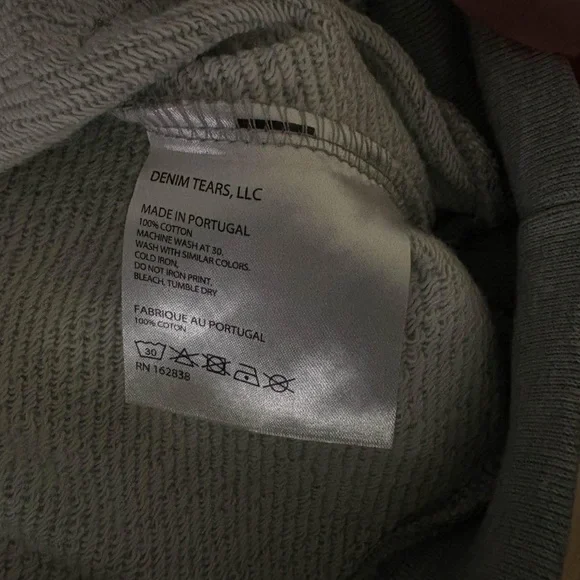 DENIM TEARS, LLC
MADE IN PORTUGAL
100% COTTON
MACHINE WASH AT 30,
WASH WITH SIMILAR COLORS.
COLD IRON,
DO NOT IRON PRINT,
BLEACH, TUMBLE DRY
FABRIQUE AU PORTUGAL
100% COTON
30
RN 162838